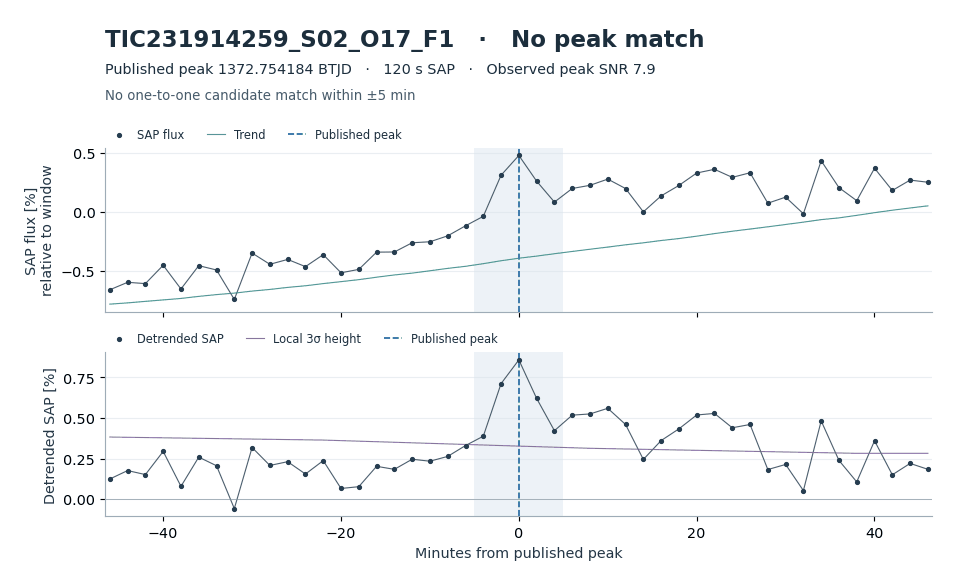 TIC231914259_S02_O17_F1 · No peak match
Published peak 1372.754184 BTJD · 120 s SAP · Observed peak SNR 7.9
No one-to-one candidate match within ±5 min
SAP flux Trend Published peak
SAP flux [%]
relative to window
0.5
0.0
−0.5
Detrended SAP Local 3σ height Published peak
Detrended SAP [%]
0.75
0.50
0.25
0.00
−40 −20 0 20 40
Minutes from published peak